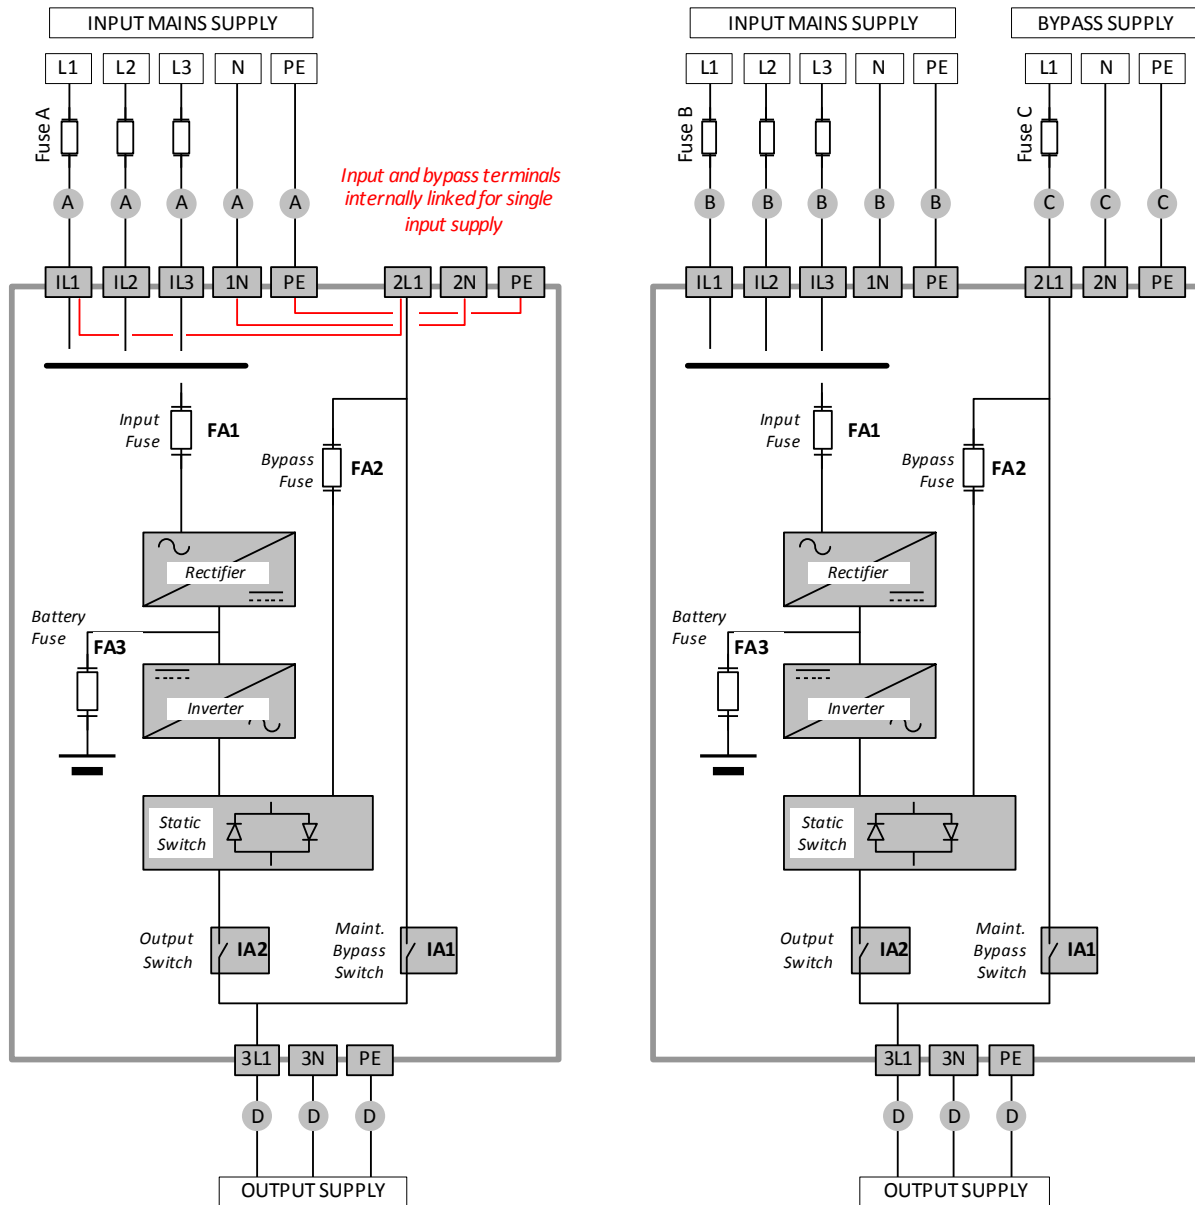 INPUT MAINS SUPPLY
L1 L2 L3 N PE
Fuse A
A A A A A
Input and bypass terminals
internally linked for single
input supply
IL1 IL2 IL3 1N PE 2L1 2N PE
Input
Fuse
FA1
Bypass
Fuse
FA2
Rectifier
Battery
Fuse
FA3
Inverter
Static
Switch
Output
Switch
IA2
Maint.
Bypass
Switch
IA1
3L1 3N PE
D D D
OUTPUT SUPPLY
INPUT MAINS SUPPLY
BYPASS SUPPLY
L1 L2 L3 N PE
L1 N PE
Fuse B
Fuse C
B B B B B
C C C
IL1 IL2 IL3 1N PE 2L1 2N PE
Input
Fuse
FA1
Bypass
Fuse
FA2
Rectifier
Battery
Fuse
FA3
Inverter
Static
Switch
Output
Switch
IA2
Maint.
Bypass
Switch
IA1
3L1 3N PE
D D D
OUTPUT SUPPLY